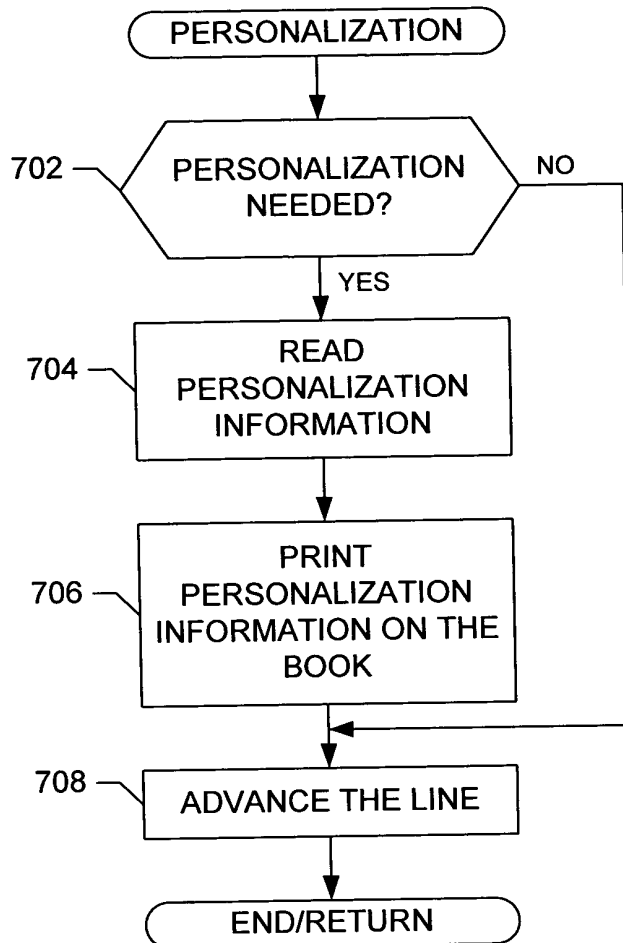 PERSONALIZATION
702
PERSONALIZATION
NEEDED?
NO
YES
704
READ
PERSONALIZATION
INFORMATION
706
PRINT
PERSONALIZATION
INFORMATION ON THE
BOOK
708
ADVANCE THE LINE
END/RETURN